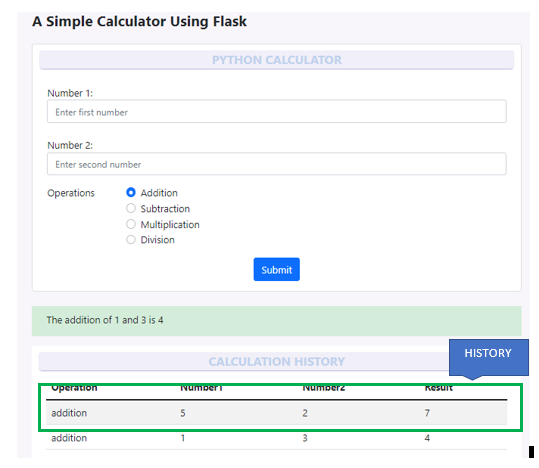 A Simple Calculator Using Flask
PYTHON CALCULATOR
Number 1:
Enter first number
Number 2:
Enter second number
Operations
Addition
Subtraction
Multiplication
Division
Submit
The addition of 1 and 3 is 4
HISTORY
CALCULATION HISTORY
Operation Number1 Number2 Result
addition 5 2 7
addition 1 3 4